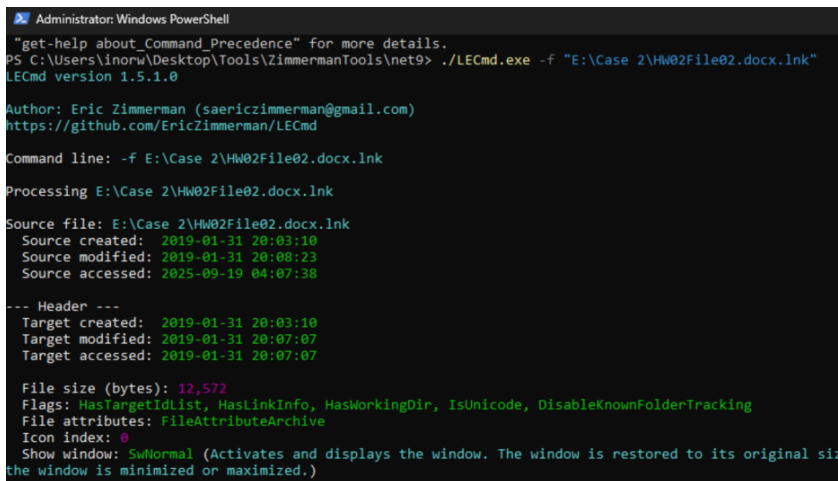 Administrator: Windows PowerShell
"get-help about_Command_Precedence" for more details.
PS C:\Users\inorw\Desktop\Tools\ZimmermanTools\net9> ./LECmd.exe -f "E:\Case 2\HW02File02.docx.lnk"
LECmd version 1.5.1.0
Author: Eric Zimmerman (saericzimmerman@gmail.com)
https://github.com/EricZimmerman/LECmd
Command line: -f E:\Case 2\HW02File02.docx.lnk
Processing E:\Case 2\HW02File02.docx.lnk
Source file: E:\Case 2\HW02File02.docx.lnk
Source created: 2019-01-31 20:03:10
Source modified: 2019-01-31 20:08:23
Source accessed: 2025-09-19 04:07:38
--- Header ---
Target created: 2019-01-31 20:03:10
Target modified: 2019-01-31 20:07:07
Target accessed: 2019-01-31 20:07:07
File size (bytes): 12,572
Flags: HasTargetIdList, HasLinkInfo, HasWorkingDir, IsUnicode, DisableKnownFolderTracking
File attributes: FileAttributeArchive
Icon index: 0
Show window: SwNormal (Activates and displays the window. The window is restored to its original siz
the window is minimized or maximized.)